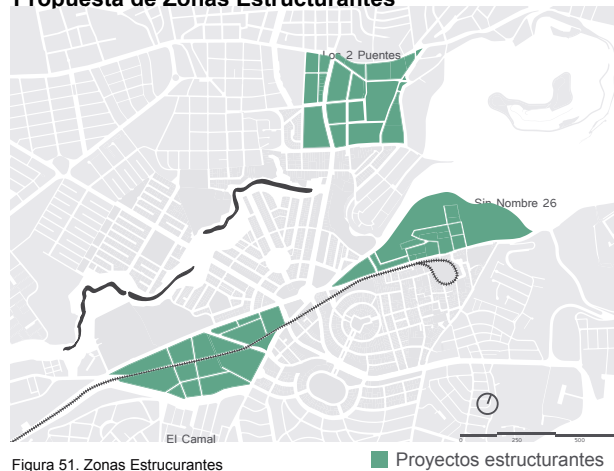 Propuesta de Zonas Estructurantes
Los 2 Puentes
Sin Nombre 26
El Camal
0 250 500
Figura 51. Zonas Estrucurantes
Proyectos estructurantes